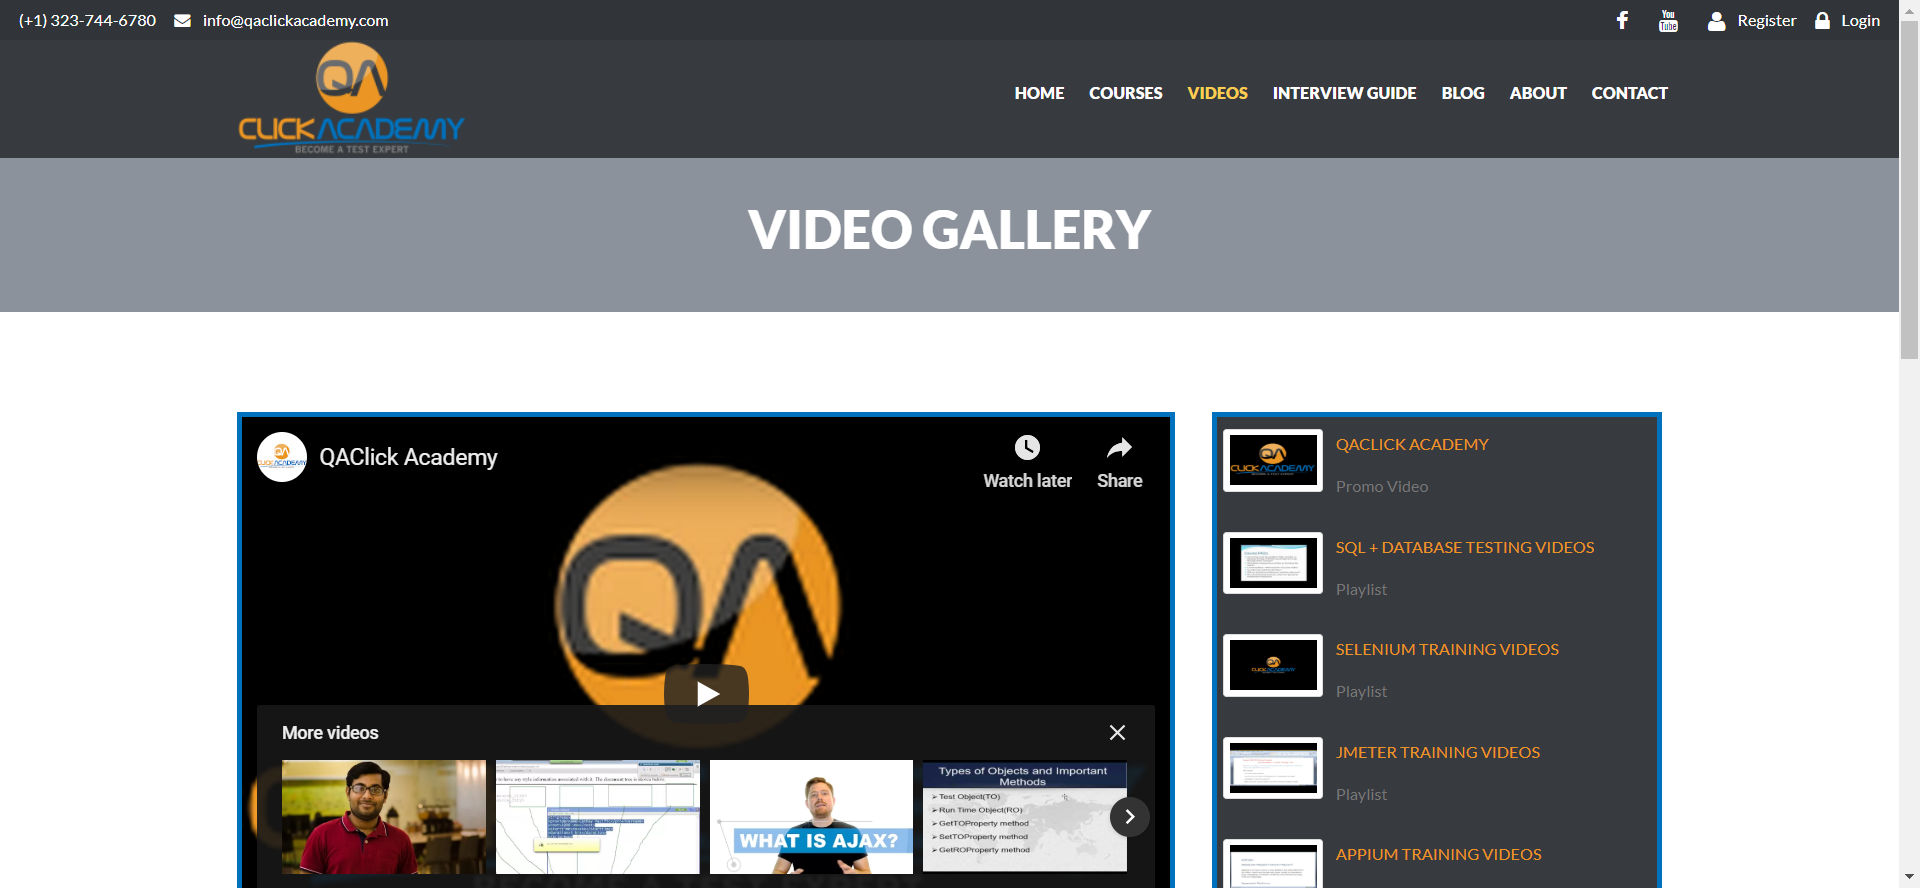 (+1) 323-744-6780 info@qaclickacademy.com Register Login
QA
CLICKACADEMY
BECOME A TEST EXPERT
HOME COURSES VIDEOS INTERVIEW GUIDE BLOG ABOUT CONTACT
VIDEO GALLERY
QAClick Academy
Watch later Share
QA
More videos
WHAT IS AJAX?
Types of Objects and Important
Methods
Test Object(TO)
Run Time Object(RO)
GetTOProperty method
SetTOProperty method
GetROProperty method
QACLICK ACADEMY
Promo Video
SQL + DATABASE TESTING VIDEOS
Playlist
SELENIUM TRAINING VIDEOS
Playlist
JMETER TRAINING VIDEOS
Playlist
APPIUM TRAINING VIDEOS